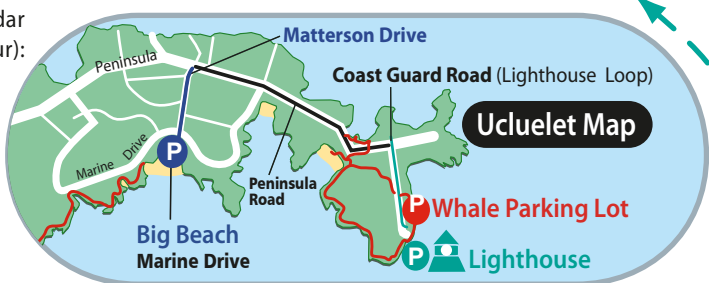 dar
ur):
Matterson Drive
Peninsula
Coast Guard Road (Lighthouse Loop)
Ucluelet Map
P
Marine Drive
Peninsula
Road
P Whale Parking Lot
Big Beach
Marine Drive
P Lighthouse